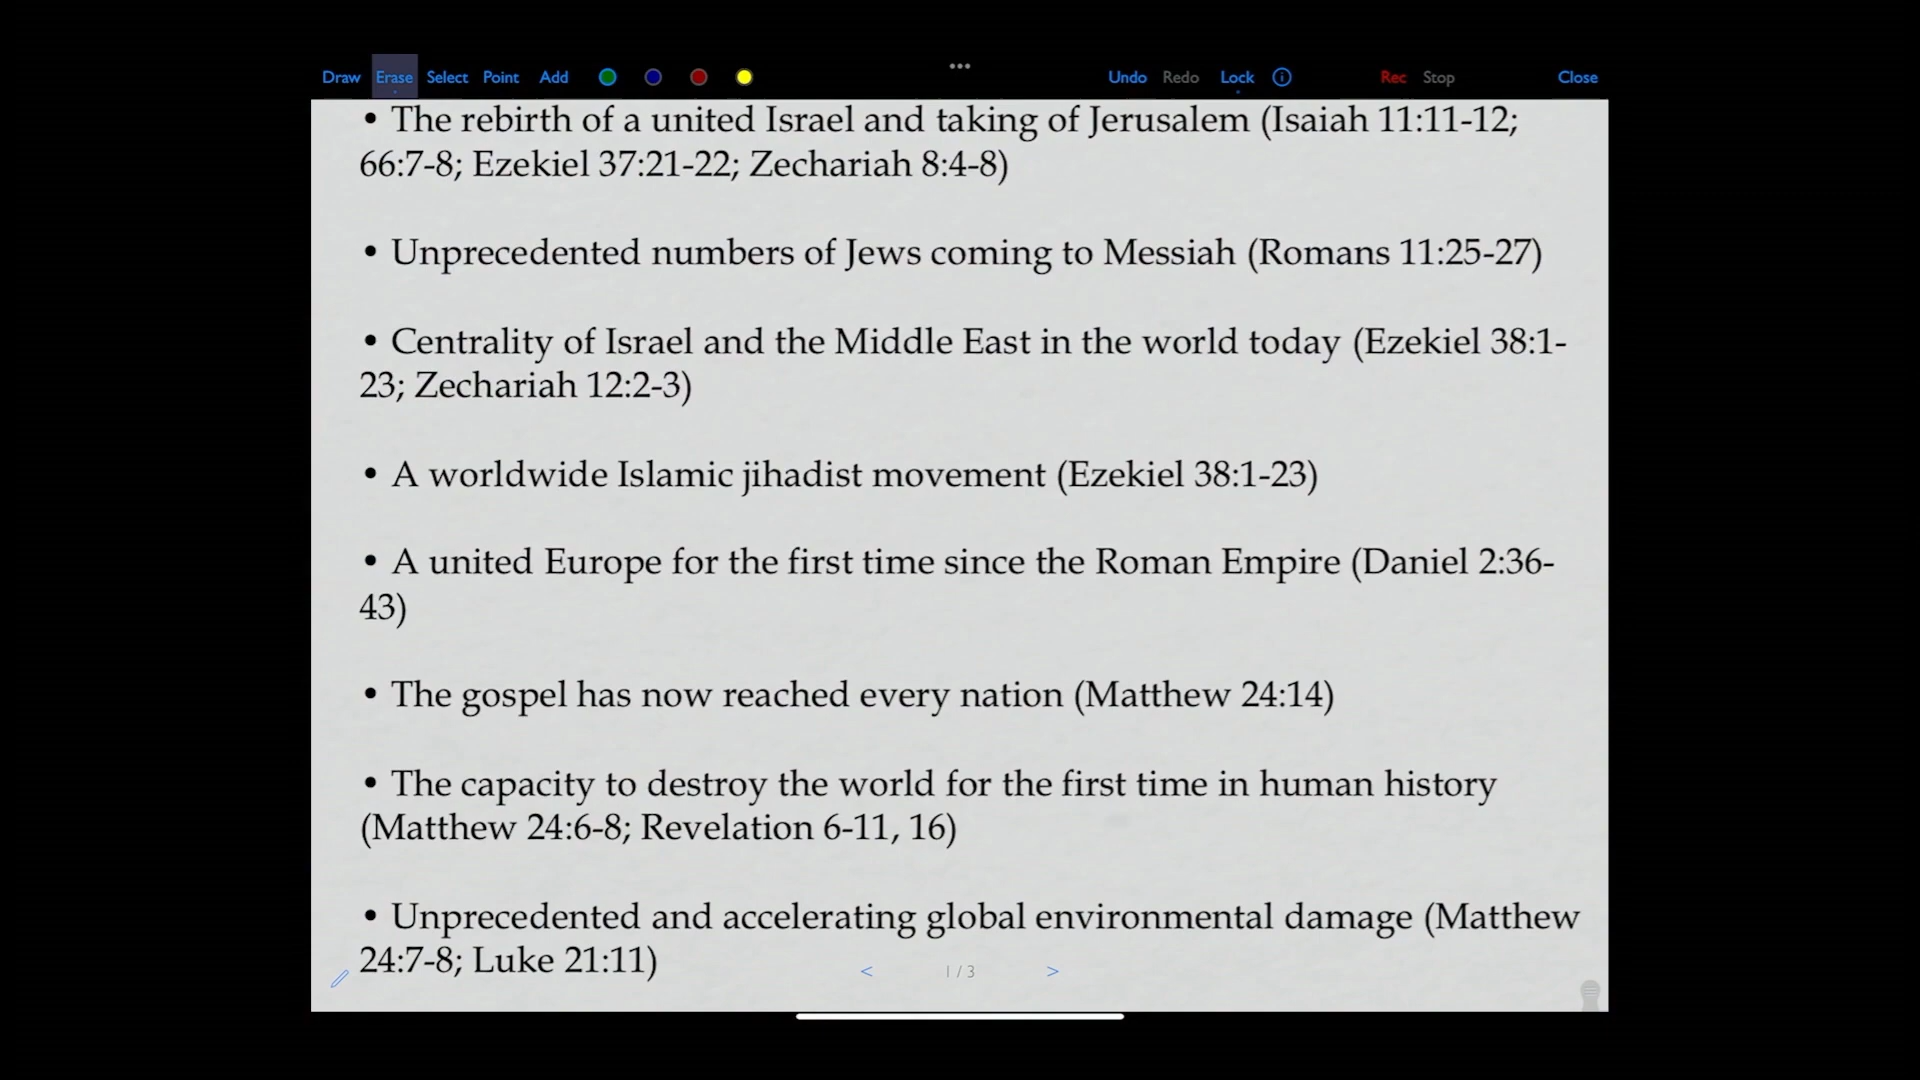 Draw Erase Select Point Add Undo Redo Lock Rec Stop Close
• The rebirth of a united Israel and taking of Jerusalem (Isaiah 11:11-12;
66:7-8; Ezekiel 37:21-22; Zechariah 8:4-8)
• Unprecedented numbers of Jews coming to Messiah (Romans 11:25-27)
• Centrality of Israel and the Middle East in the world today (Ezekiel 38:1-
23; Zechariah 12:2-3)
• A worldwide Islamic jihadist movement (Ezekiel 38:1-23)
• A united Europe for the first time since the Roman Empire (Daniel 2:36-
43)
• The gospel has now reached every nation (Matthew 24:14)
• The capacity to destroy the world for the first time in human history
(Matthew 24:6-8; Revelation 6-11, 16)
• Unprecedented and accelerating global environmental damage (Matthew
24:7-8; Luke 21:11)
< 1 / 3 >